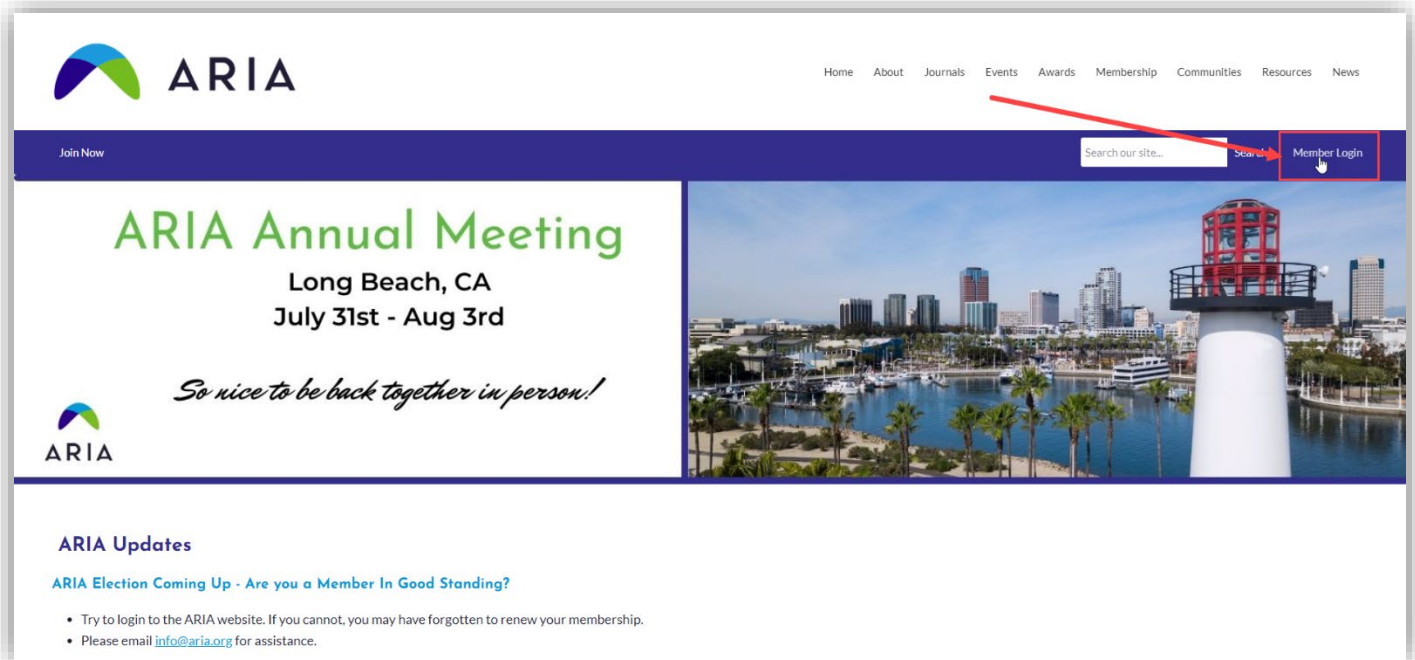 ARIA
Home About Journals Events Awards Membership Communities Resources News
Join Now
Search our site... Search Member Login
ARIA Annual Meeting
Long Beach, CA
July 31st - Aug 3rd
So nice to be back together in person!
ARIA
ARIA Updates
ARIA Election Coming Up - Are you a Member In Good Standing?
• Try to login to the ARIA website. If you cannot, you may have forgotten to renew your membership.
• Please email info@aria.org for assistance.